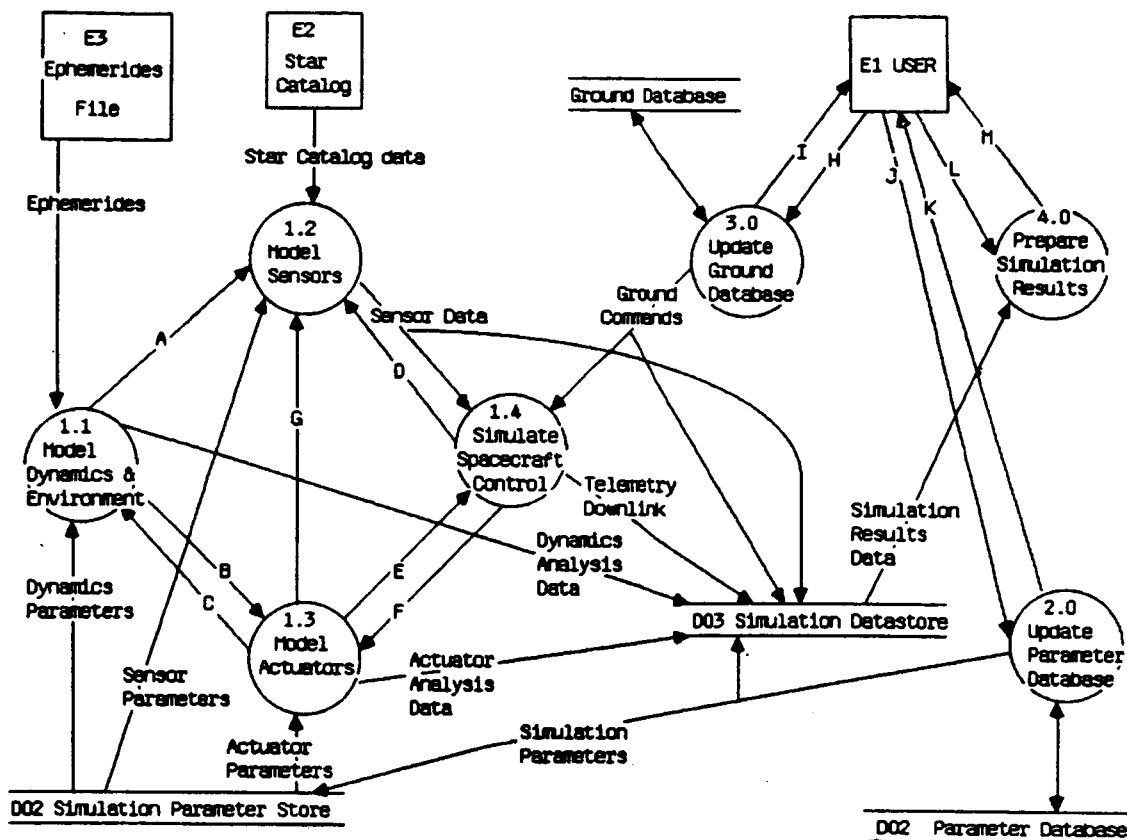 E3
Ephemerides
File
E2
Star
Catalog
Ground Database
E1 USER
Star Catalog data
Ephemerides
I
H
J
L
M
K
1.2
Model
Sensors
3.0
Update
Ground
Database
4.0
Prepare
Simulation
Results
Sensor Data
Ground
Commands
A
D
G
1.1
Model
Dynamics &
Environment
1.4
Simulate
Spacecraft
Control
Telemetry
Downlink
Simulation
Results
Data
Dynamics
Analysis
Data
B
C
E
F
Dynamics
Parameters
1.3
Model
Actuators
D03 Simulation Datastore
2.0
Update
Parameter
Database
Sensor
Parameters
Actuator
Analysis
Data
Simulation
Parameters
Actuator
Parameters
D02 Simulation Parameter Store
D02 Parameter Database